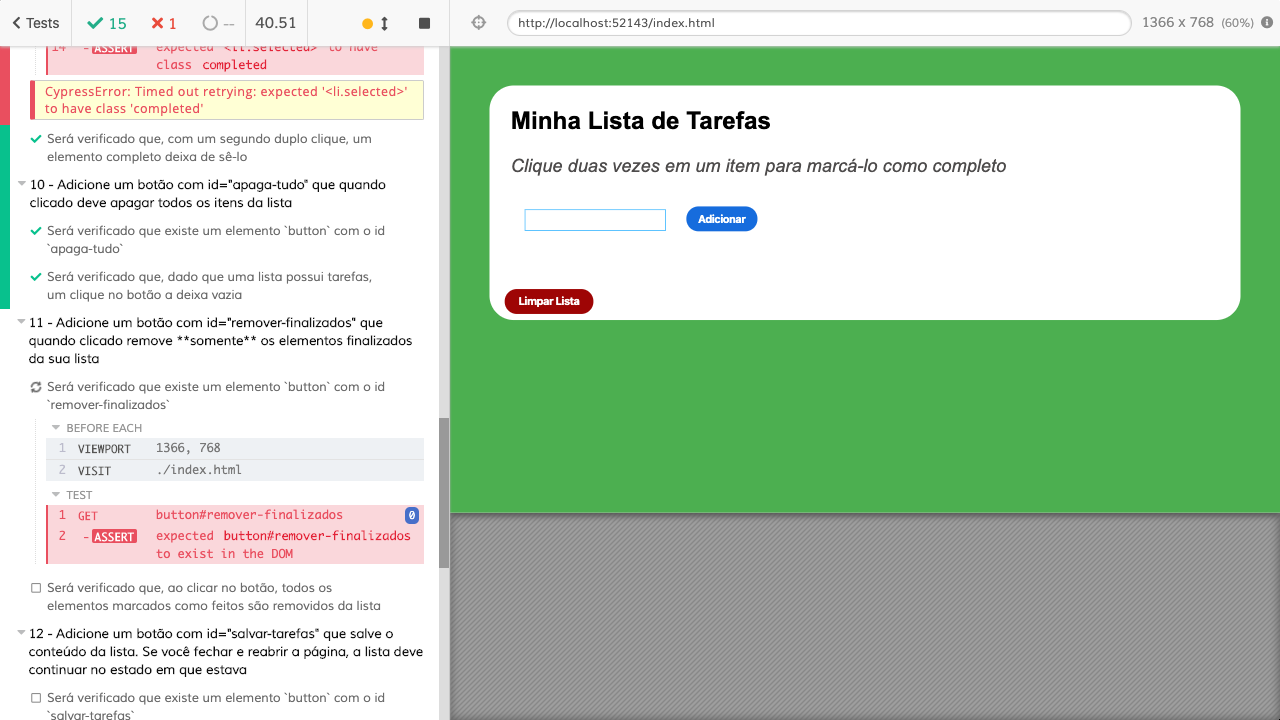 Tests
15
1
--
40.51
14 -ASSERT expected <li.selected> to have
class completed
CypressError: Timed out retrying: expected '<li.selected>'
to have class 'completed'
Será verificado que, com um segundo duplo clique, um
elemento completo deixa de sê-lo
10 - Adicione um botão com id="apaga-tudo" que quando
clicado deve apagar todos os itens da lista
Será verificado que existe um elemento `button` com o id
`apaga-tudo`
Será verificado que, dado que uma lista possui tarefas,
um clique no botão a deixa vazia
11 - Adicione um botão com id="remover-finalizados" que
quando clicado remove **somente** os elementos finalizados
da sua lista
Será verificado que existe um elemento `button` com o id
`remover-finalizados`
BEFORE EACH
1 VIEWPORT 1366, 768
2 VISIT ./index.html
TEST
1 GET button#remover-finalizados 0
2 -ASSERT expected button#remover-finalizados
to exist in the DOM
Será verificado que, ao clicar no botão, todos os
elementos marcados como feitos são removidos da lista
12 - Adicione um botão com id="salvar-tarefas" que salve o
conteúdo da lista. Se você fechar e reabrir a página, a lista deve
continuar no estado em que estava
Será verificado que existe um elemento `button` com o id
`salvar-tarefas`
http://localhost:52143/index.html
1366 x 768 (60%)
Minha Lista de Tarefas
Clique duas vezes em um item para marcá-lo como completo
Adicionar
Limpar Lista